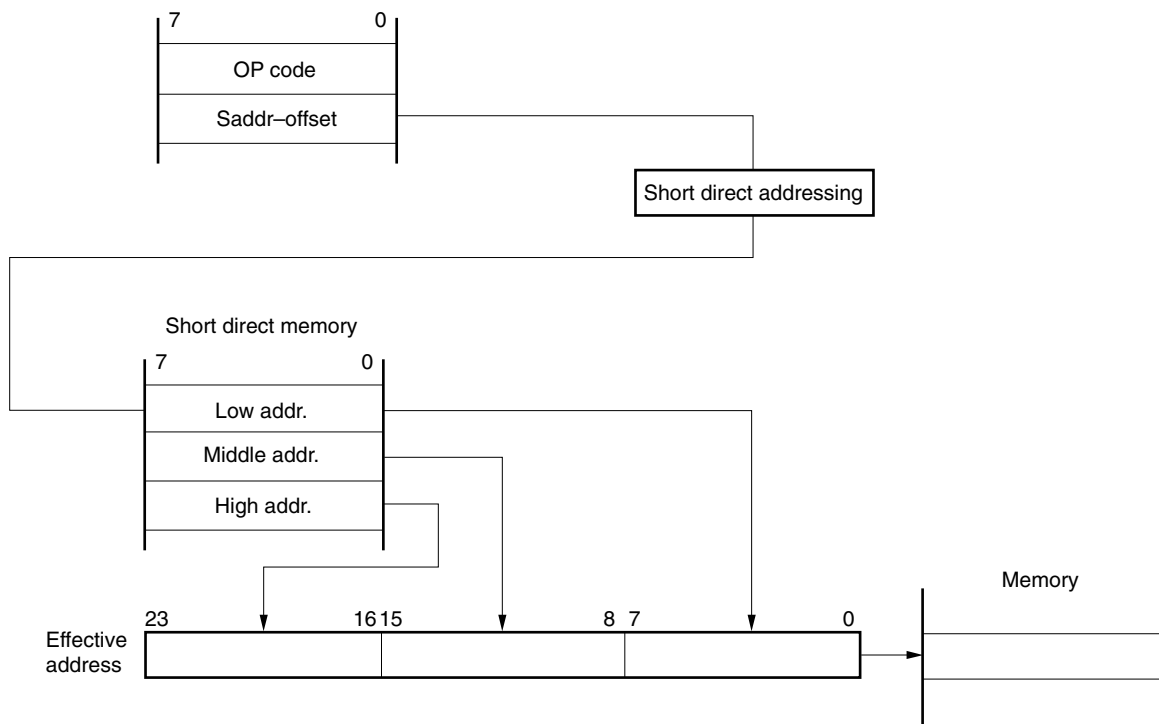 7 0
OP code
Saddr–offset
Short direct addressing
Short direct memory
7 0
Low addr.
Middle addr.
High addr.
Memory
23 16 15 8 7 0
Effective
address